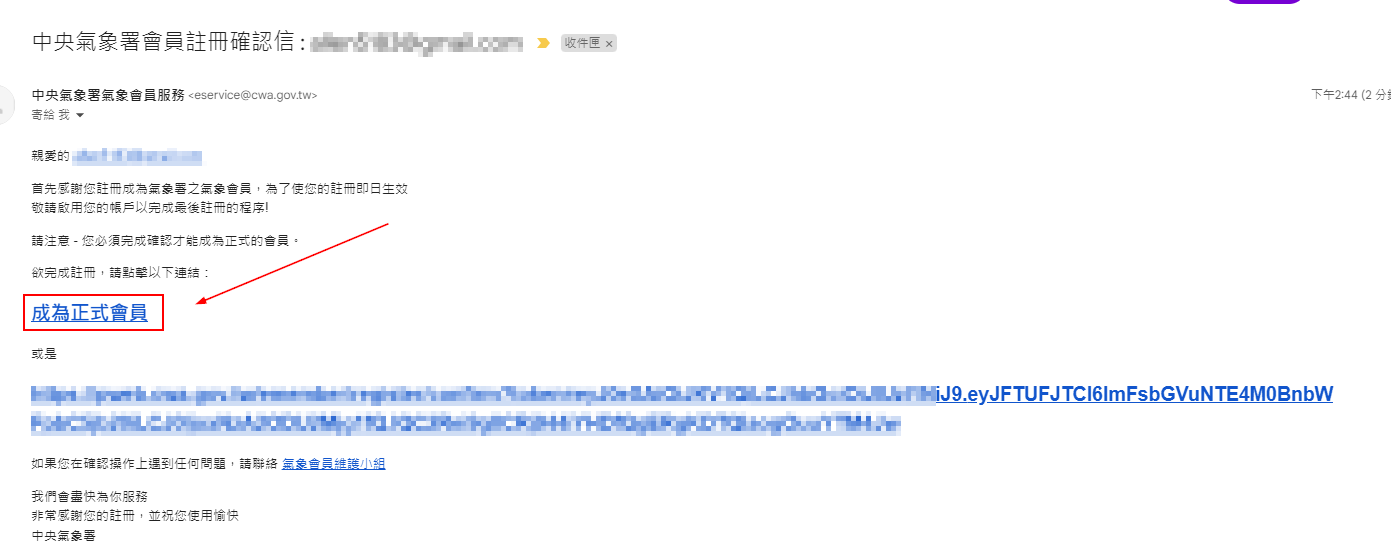 中央氣象署會員註冊確認信：
收件匣 ×
中央氣象署氣象會員服務 <eservice@cwa.gov.tw>
下午2:44 (2 分鐘
寄給 我
親愛的
首先感謝您註冊成為氣象署之氣象會員，為了使您的註冊即日生效
敬請啟用您的帳戶以完成最後註冊的程序!
請注意 - 您必須完成確認才能成為正式的會員。
欲完成註冊，請點擊以下連結：
成為正式會員
或是
iJ9.eyJFTUFJTCI6ImFsbGVuNTE4M0BnbW
如果您在確認操作上遇到任何問題，請聯絡 氣象會員維護小組
我們會盡快為你服務
非常感謝您的註冊，並祝您使用愉快
中央氣象署